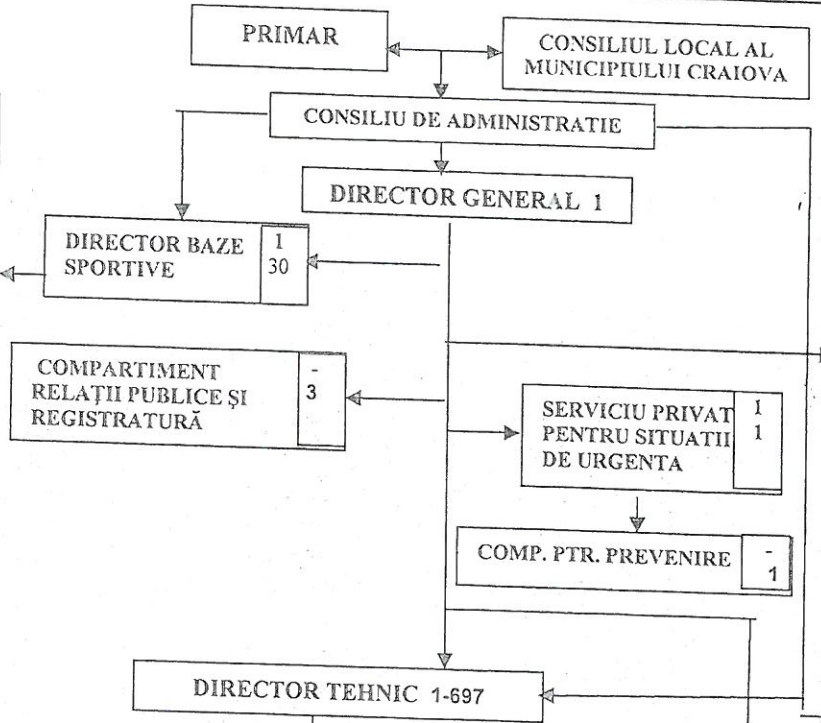 PRIMAR
CONSILIUL LOCAL AL
MUNICIPIULUI CRAIOVA
CONSILIU DE ADMINISTRATIE
DIRECTOR GENERAL 1
DIRECTOR BAZE
SPORTIVE
1
30
COMPARTIMENT
RELAȚII PUBLICE ȘI
REGISTRATURĂ
-
3
SERVICIU PRIVAT
PENTRU SITUATII
DE URGENTA
1
1
COMP. PTR. PREVENIRE
-
1
DIRECTOR TEHNIC 1-697